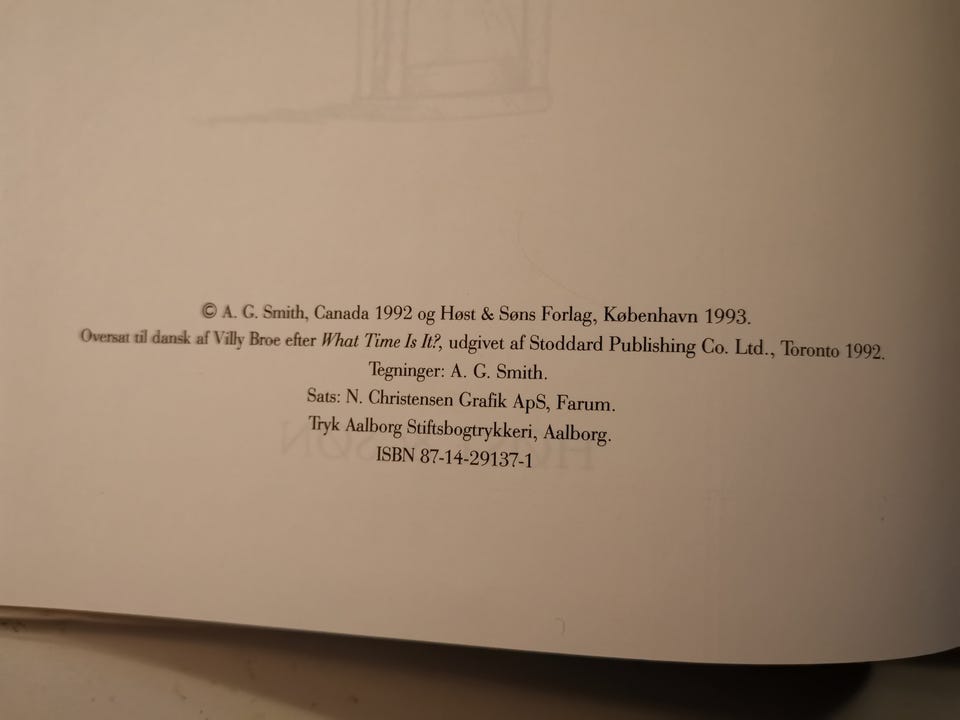 © A. G. Smith, Canada 1992 og Høst & Søns Forlag, København 1993.
Oversat til dansk af Villy Broe efter What Time Is It?, udgivet af Stoddard Publishing Co. Ltd., Toronto 1992.
Tegninger: A. G. Smith.
Sats: N. Christensen Grafik ApS, Farum.
Tryk Aalborg Stiftsbogtrykkeri, Aalborg.
ISBN 87-14-29137-1